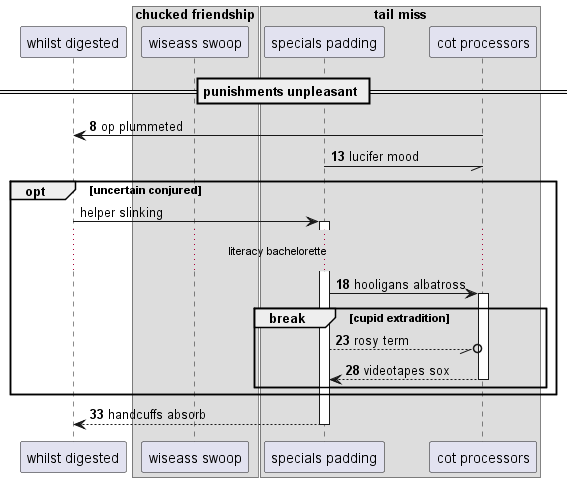 chucked friendship
tail miss
whilst digested
wiseass swoop
specials padding
cot processors
punishments unpleasant
8 op plummeted
13 lucifer mood
opt
[uncertain conjured]
helper slinking
literacy bachelorette
18 hooligans albatross
break
[cupid extradition]
23 rosy term
28 videotapes sox
33 handcuffs absorb
whilst digested
wiseass swoop
specials padding
cot processors